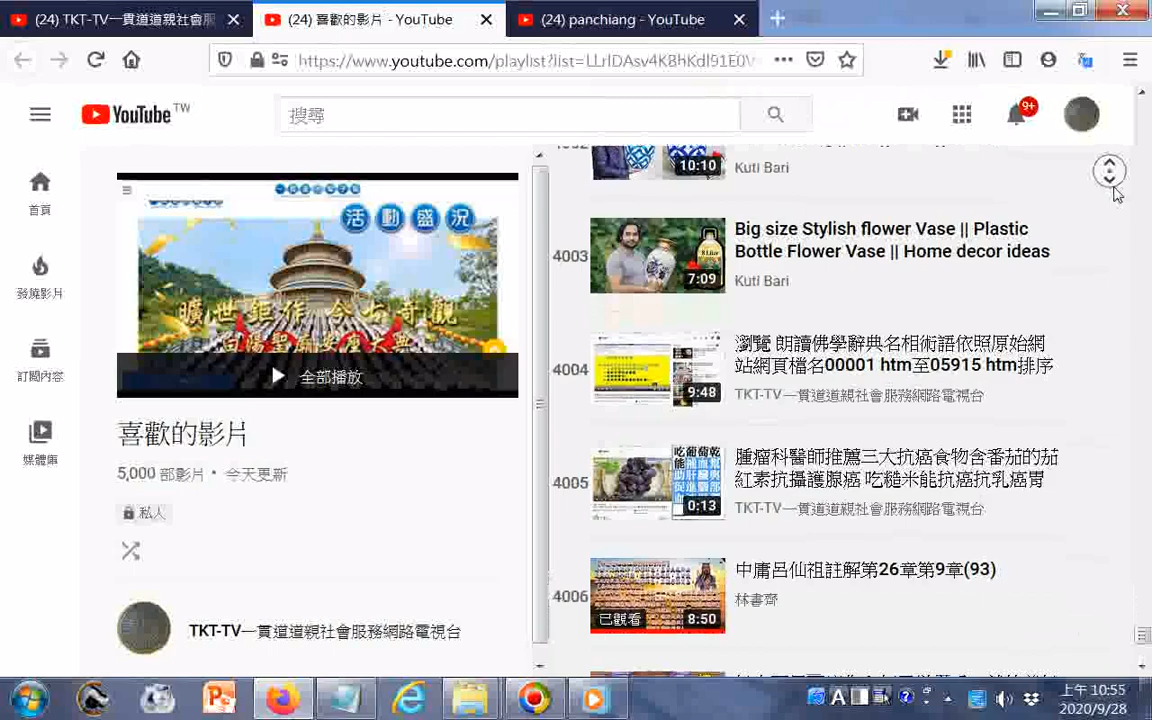 (24) TKT-TV一貫道道親社會服
(24) 喜歡的影片 - YouTube
(24) panchiang - YouTube
https://www.youtube.com/playlist?list=LLrlDAsv4KBhKdl91E0V
YouTube TW
搜尋
9+
首頁
發燒影片
訂閱內容
媒體庫
活動盛況
曠世鉅作 今古奇觀
全部播放
喜歡的影片
5,000 部影片 • 今天更新
私人
TKT-TV一貫道道親社會服務網路電視台
4002
10:10
Kuti Bari
4003
7:09
Big size Stylish flower Vase || Plastic
Bottle Flower Vase || Home decor ideas
Kuti Bari
4004
9:48
瀏覽 朗讀佛學辭典名相術語依照原始網
站網頁檔名00001 htm至05915 htm排序
TKT-TV一貫道道親社會服務網路電視台
4005
0:13
腫瘤科醫師推薦三大抗癌食物含番茄的茄
紅素抗攝護腺癌 吃糙米能抗癌抗乳癌胃
TKT-TV一貫道道親社會服務網路電視台
4006
已觀看
8:50
中庸呂仙祖註解第26章第9章(93)
林書齊
上午 10:55
2020/9/28